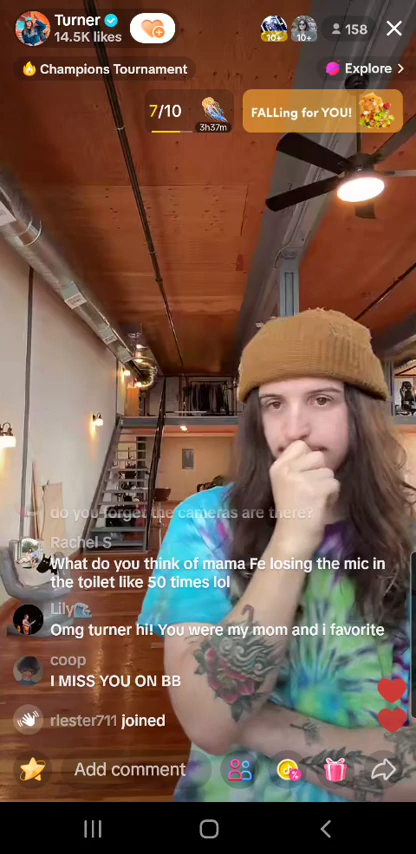 Turner
14.5K likes
10+
10+
158
Champions Tournament
Explore >
7/10
3h37m
FALLing for YOU!
do you forget the cameras are there?
Rachel S
What do you think of mama Fe losing the mic in
the toilet like 50 times lol
Lily
Omg turner hi! You were my mom and i favorite
coop
I MISS YOU ON BB
rlester711 joined
Add comment